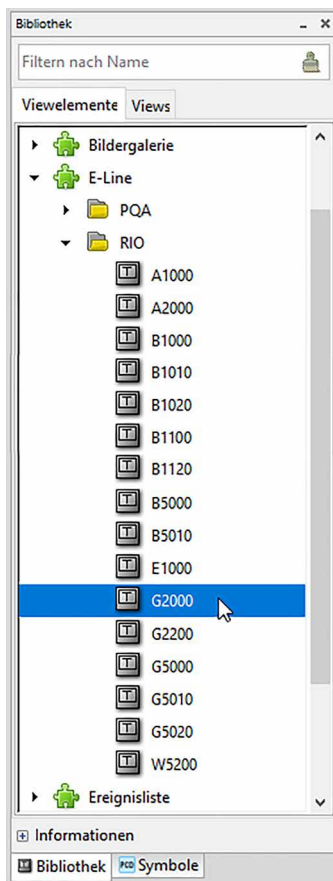 Bibliothek
Filtern nach Name
Viewelemente Views
Bildergalerie
E-Line
PQA
RIO
A1000
A2000
B1000
B1010
B1020
B1100
B1120
B5000
B5010
E1000
G2000
G2200
G5000
G5010
G5020
W5200
Ereignisliste
Informationen
Bibliothek PCD Symbole